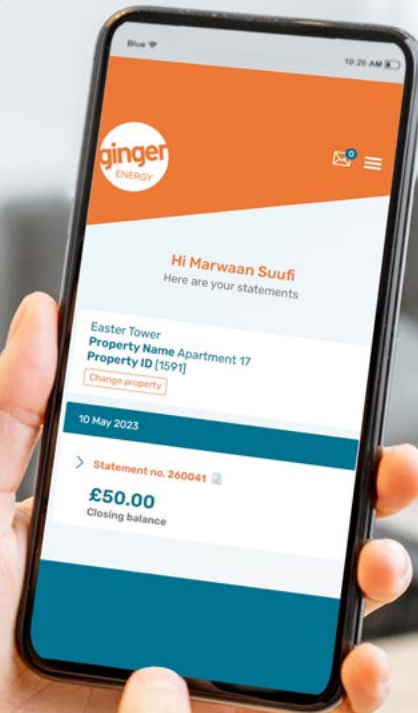 Blue
10:20 AM
ginger
ENERGY
0
Hi Marwaan Suufi
Here are your statements
Easter Tower
Property Name Apartment 17
Property ID [1591]
Change property
10 May 2023
Statement no. 260041
£50.00
Closing balance